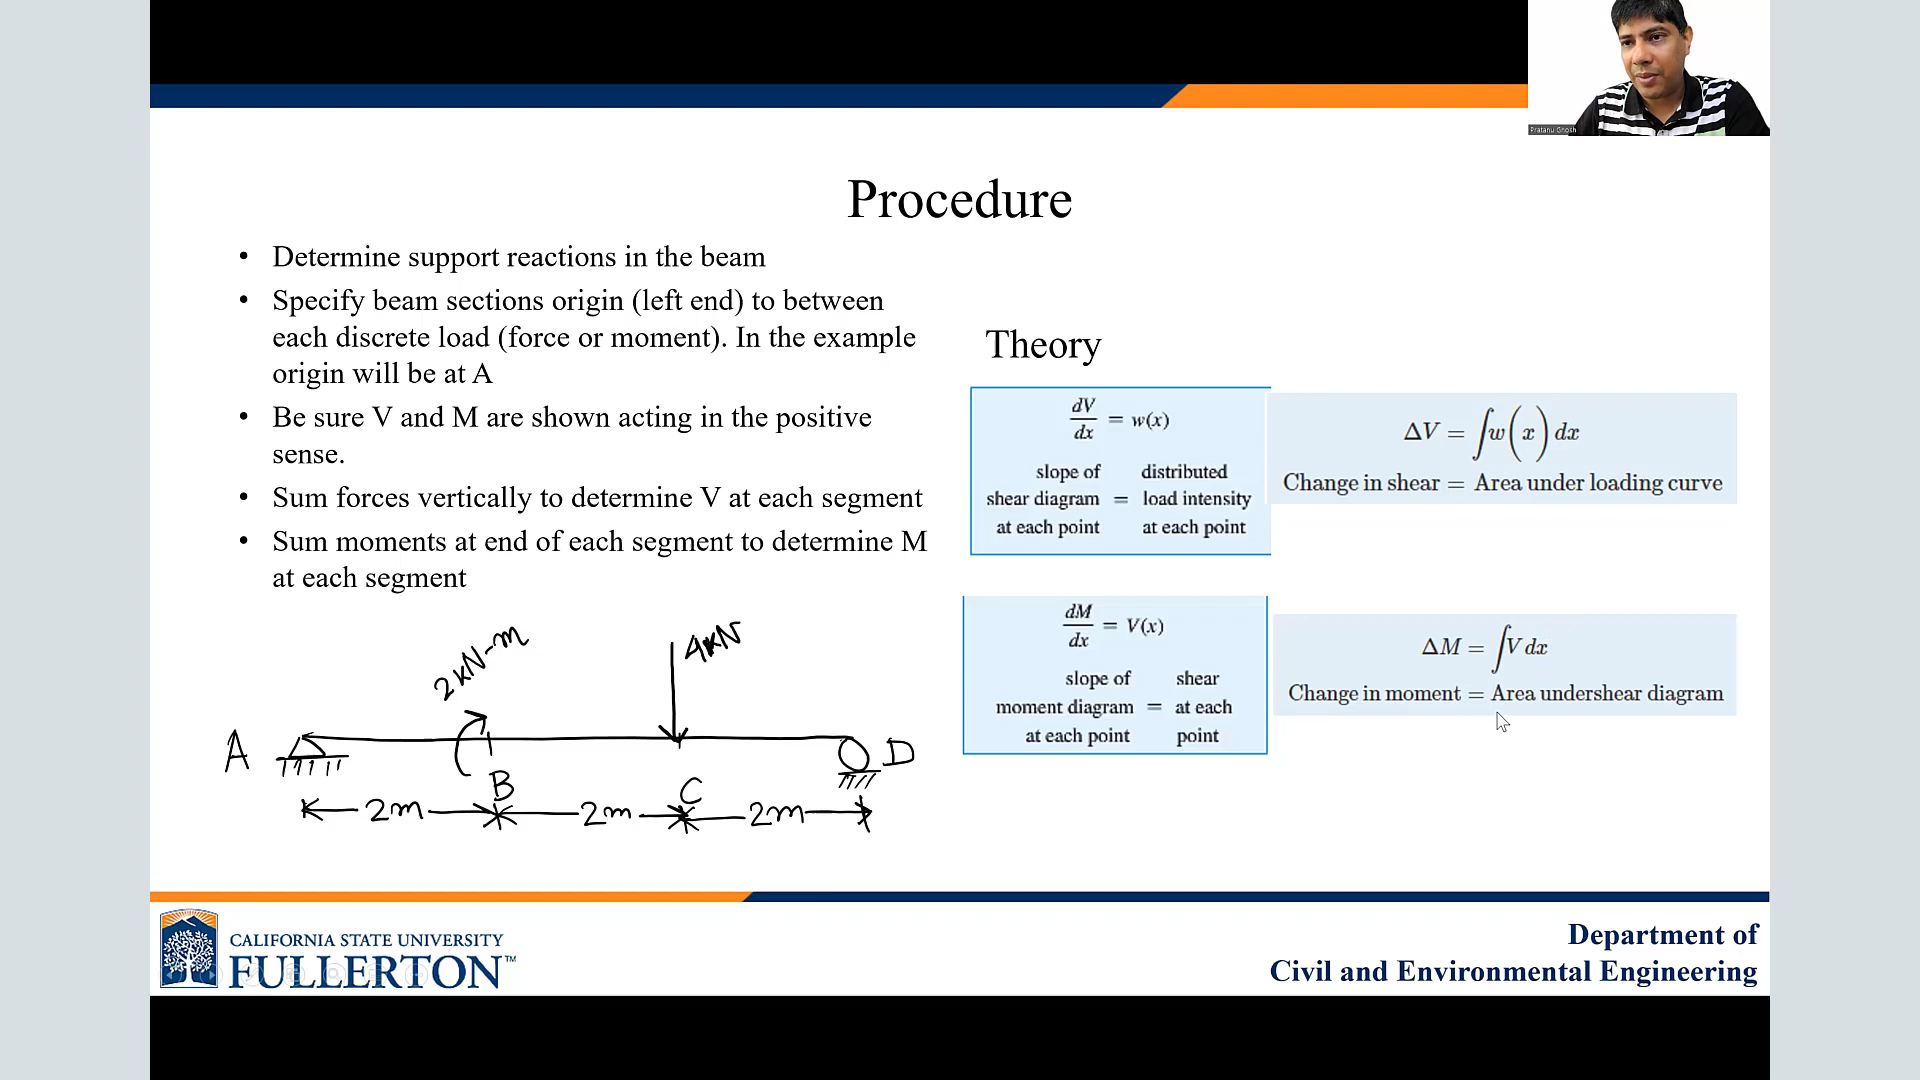 Pratanu Ghosh
Procedure
• Determine support reactions in the beam
• Specify beam sections origin (left end) to between
each discrete load (force or moment). In the example
origin will be at A
• Be sure V and M are shown acting in the positive
sense.
• Sum forces vertically to determine V at each segment
• Sum moments at end of each segment to determine M
at each segment
2kN-m
4kN
A
B
C
D
2m
2m
2m
Theory
dV/dx = w(x)
slope of distributed
shear diagram = load intensity
at each point at each point
ΔV = ∫w(x) dx
Change in shear = Area under loading curve
dM/dx = V(x)
slope of shear
moment diagram = at each
at each point point
ΔM = ∫V dx
Change in moment = Area undershear diagram
CALIFORNIA STATE UNIVERSITY
FULLERTON™
Department of
Civil and Environmental Engineering